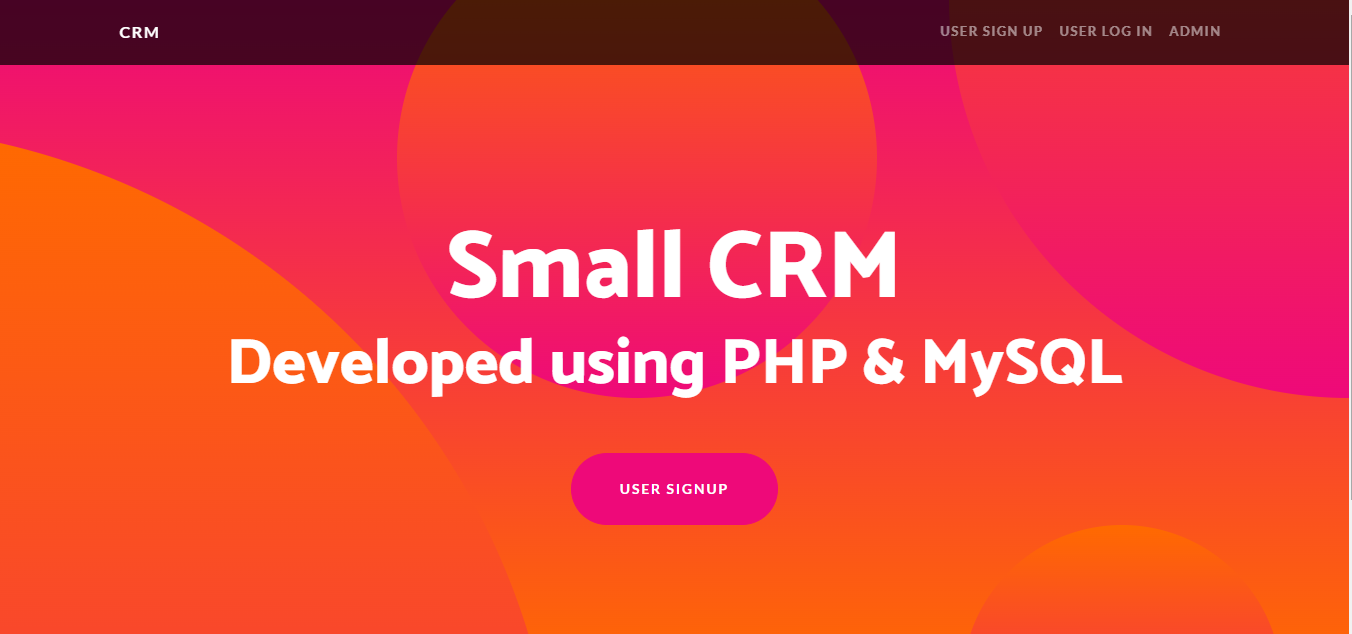 CRM
USER SIGN UP USER LOG IN ADMIN
Small CRM
Developed using PHP & MySQL
USER SIGNUP